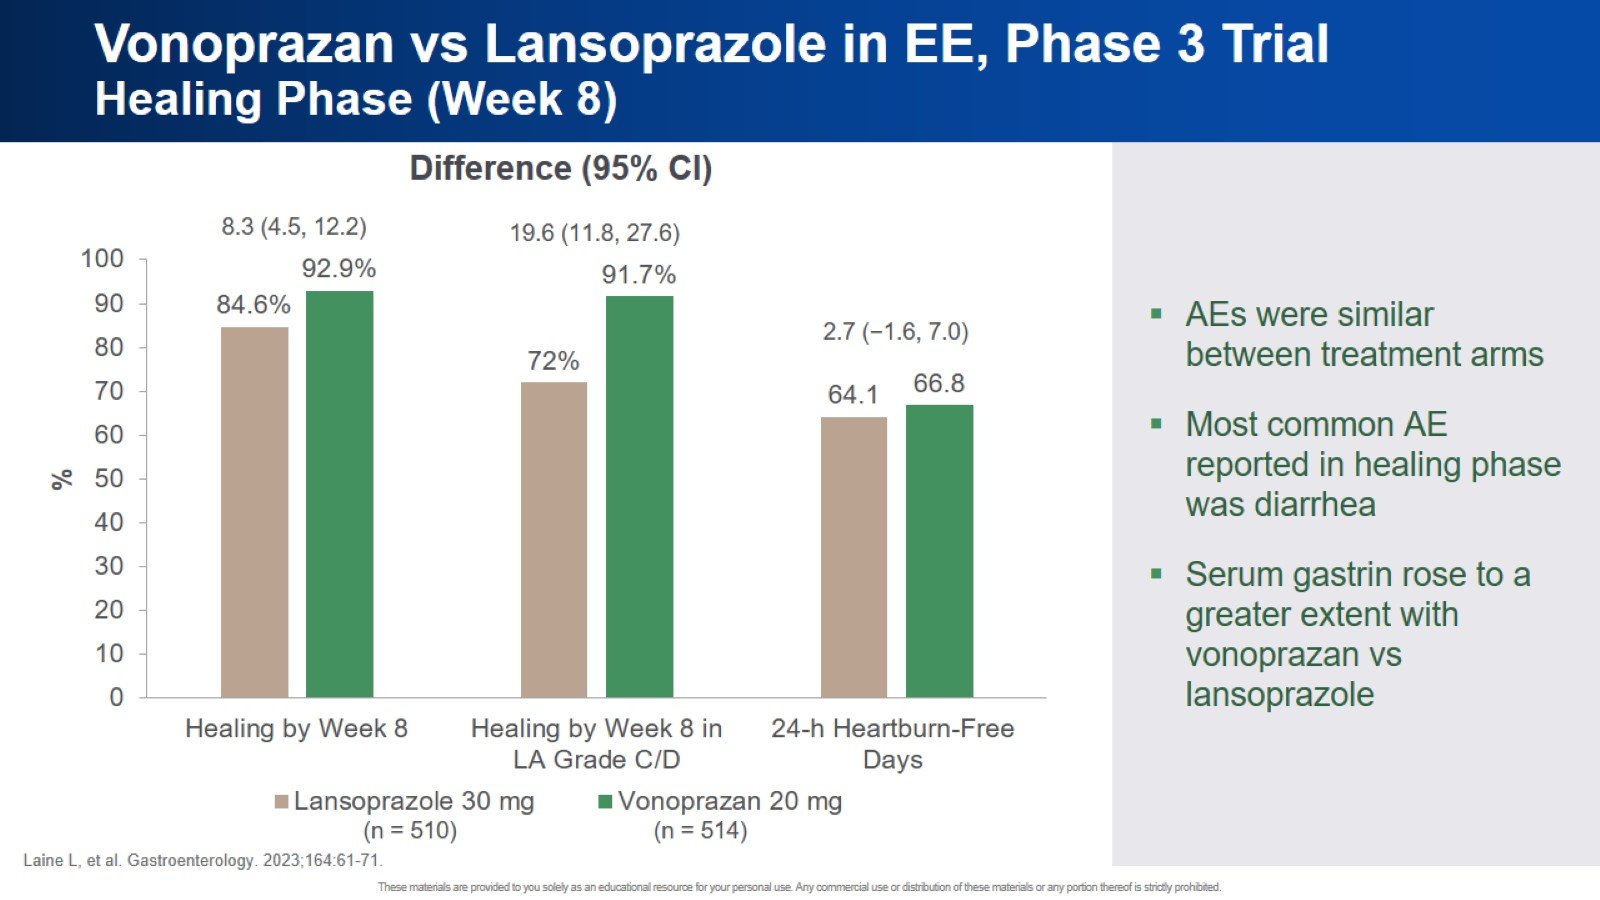 Vonoprazan vs Lansoprazole in EE, Phase 3 Trial
Healing Phase (Week 8)
Difference (95% CI)
8.3 (4.5, 12.2)
19.6 (11.8, 27.6)
2.7 (−1.6, 7.0)
84.6%
92.9%
72%
91.7%
64.1
66.8
%
100
90
80
70
60
50
40
30
20
10
0
Healing by Week 8
Healing by Week 8 in
LA Grade C/D
24-h Heartburn-Free
Days
Lansoprazole 30 mg
(n = 510)
Vonoprazan 20 mg
(n = 514)
▪ AEs were similar
between treatment arms
▪ Most common AE
reported in healing phase
was diarrhea
▪ Serum gastrin rose to a
greater extent with
vonoprazan vs
lansoprazole
Laine L, et al. Gastroenterology. 2023;164:61-71.
These materials are provided to you solely as an educational resource for your personal use. Any commercial use or distribution of these materials or any portion thereof is strictly prohibited.